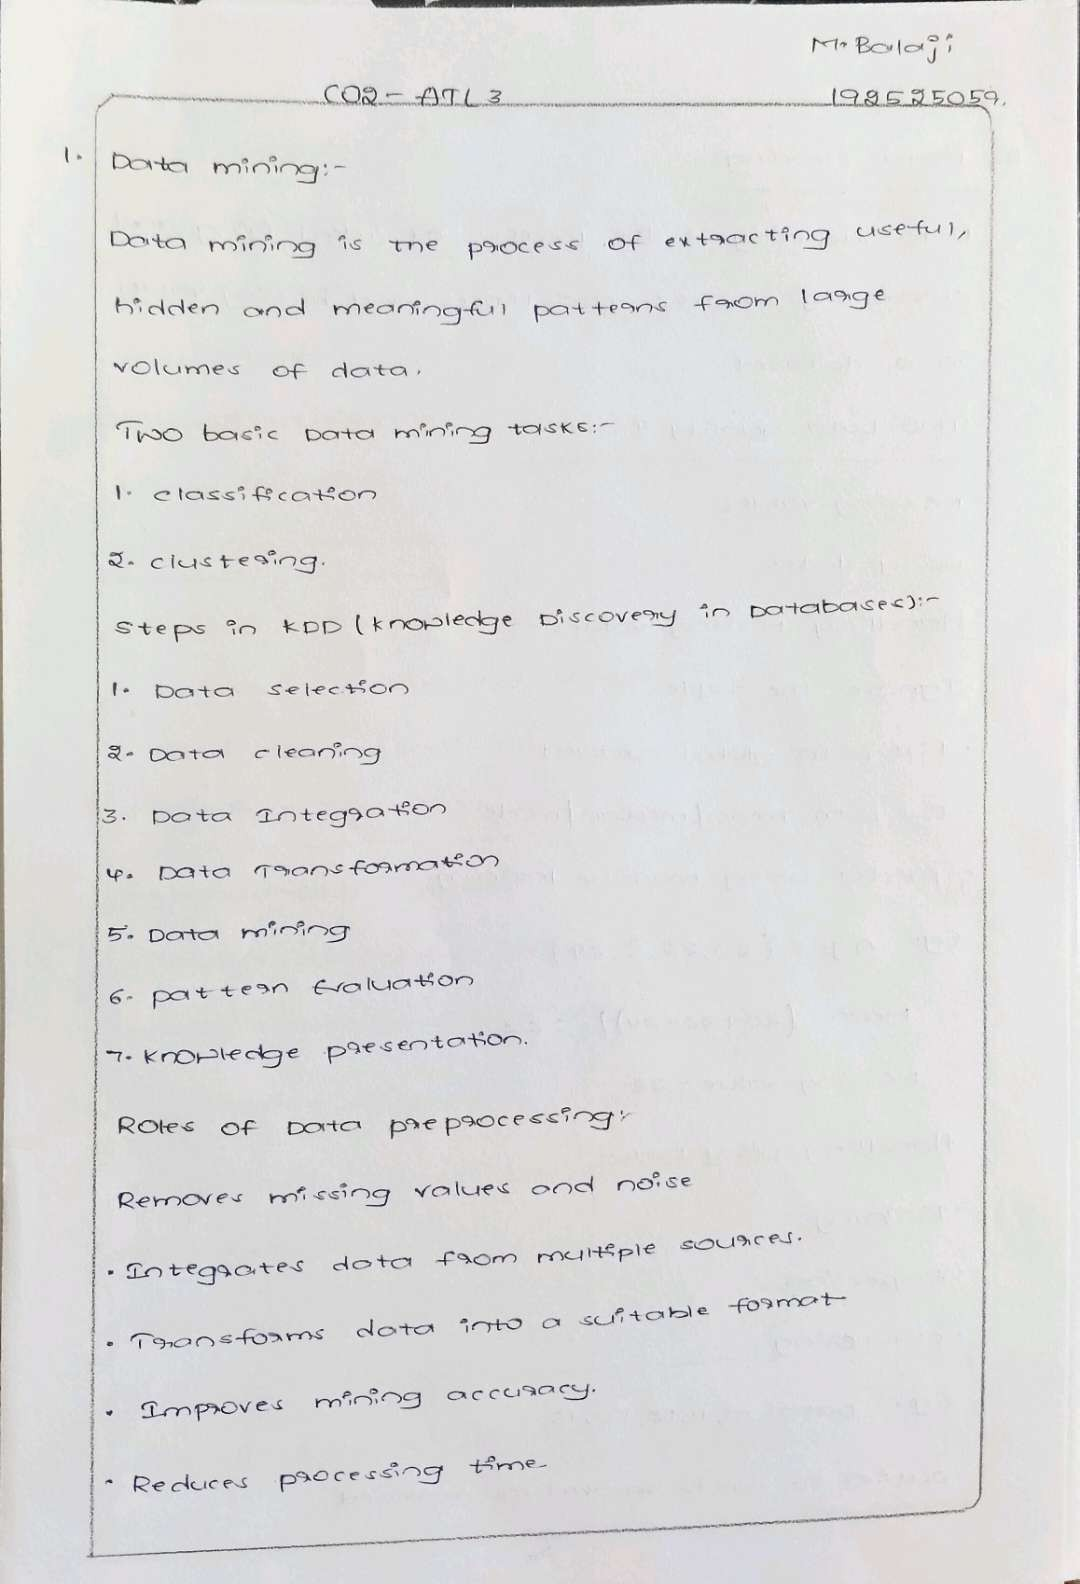 M. Balaji
CO2 - ATL 3
192525059.
1. Data mining:-
Data mining is the process of extracting useful,
hidden and meaningful patterns from large
volumes of data.
Two basic Data mining tasks:-
1. classification
2. clustering.
Steps in KDD (Knowledge Discovery in Databases):-
1. Data selection
2. Data cleaning
3. Data Integration
4. Data Transformation
5. Data mining
6. pattern Evaluation
7. Knowledge presentation.
Roles of Data preprocessing:
Removes missing values and noise
• Integrates data from multiple sources.
• Transforms data into a suitable format
• Improves mining accuracy.
• Reduces processing time